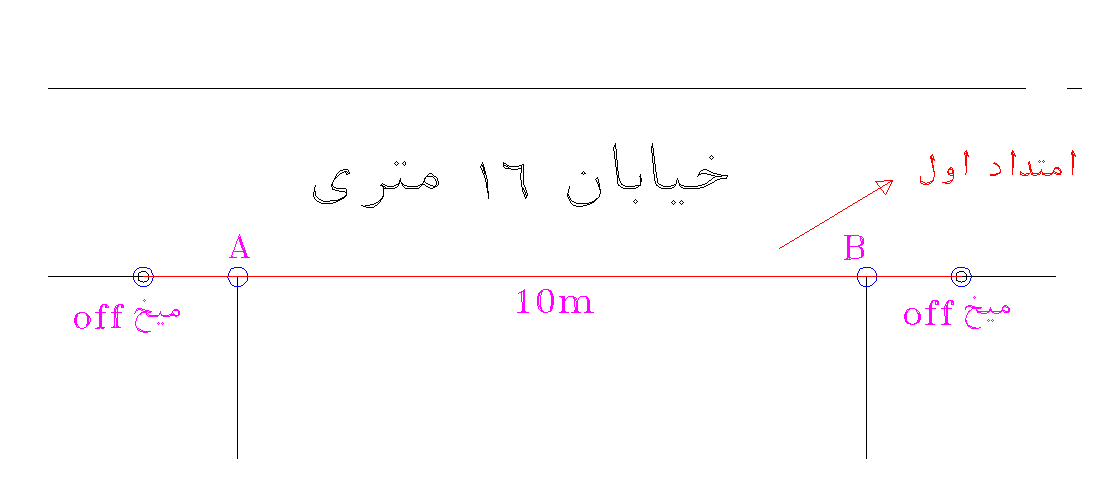 خیابان ۱۶ متری
امتداد اول
A
B
10m
میخ off
میخ off